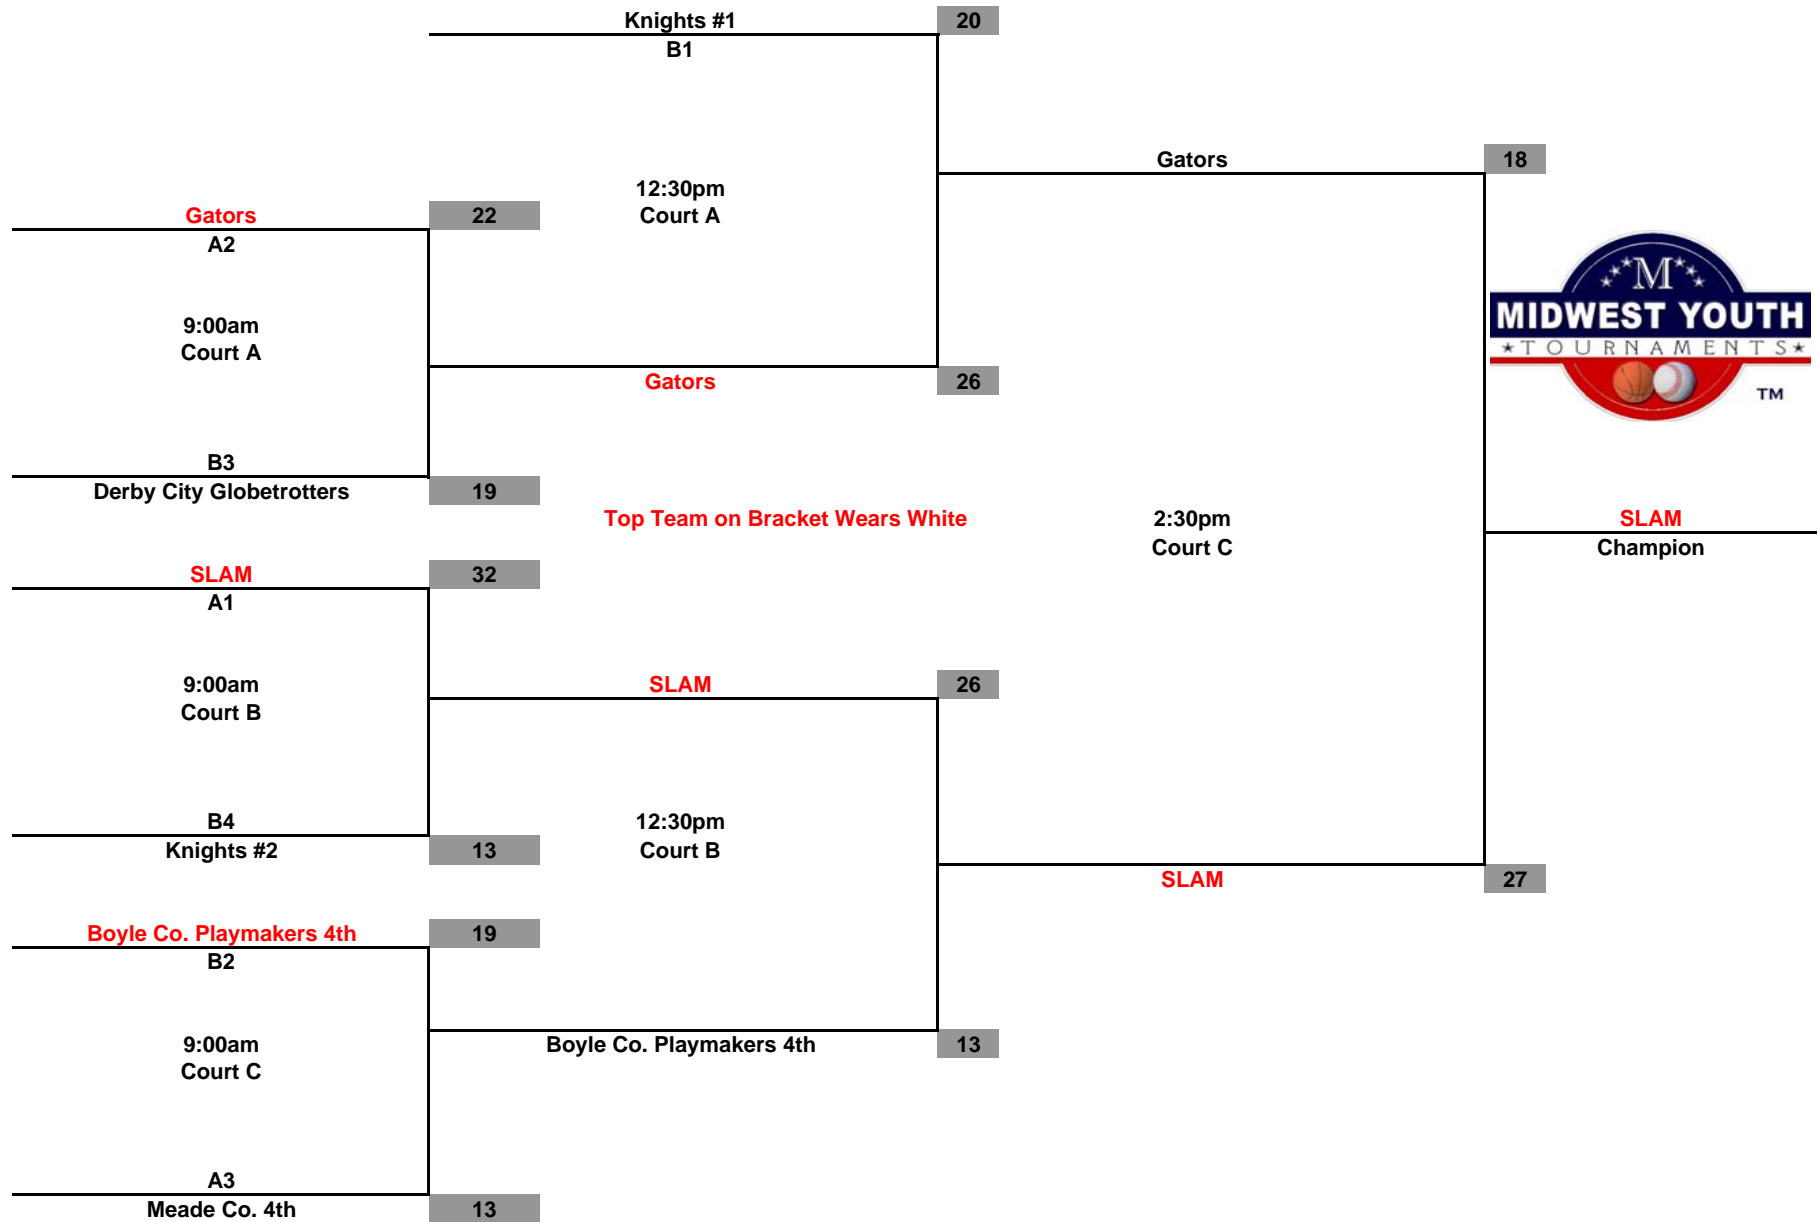 Knights #1
20
B1
Gators
18
12:30pm
Court A
Gators
22
A2
M
MIDWEST YOUTH
TOURNAMENTS
TM
9:00am
Court A
Gators
26
B3
Derby City Globetrotters
19
Top Team on Bracket Wears White
2:30pm
Court C
SLAM
Champion
SLAM
32
A1
9:00am
Court B
SLAM
26
B4
Knights #2
13
12:30pm
Court B
SLAM
27
Boyle Co. Playmakers 4th
19
B2
9:00am
Court C
Boyle Co. Playmakers 4th
13
A3
Meade Co. 4th
13